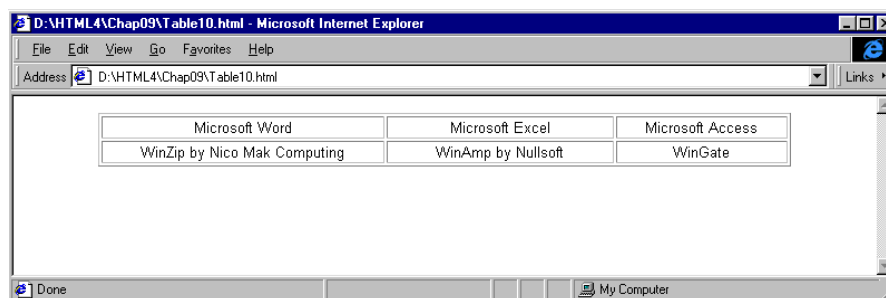 D:\HTML4\Chap09\Table10.html - Microsoft Internet Explorer
File Edit View Go Favorites Help
Address D:\HTML4\Chap09\Table10.html Links
Microsoft Word Microsoft Excel Microsoft Access
WinZip by Nico Mak Computing WinAmp by Nullsoft WinGate
Done My Computer